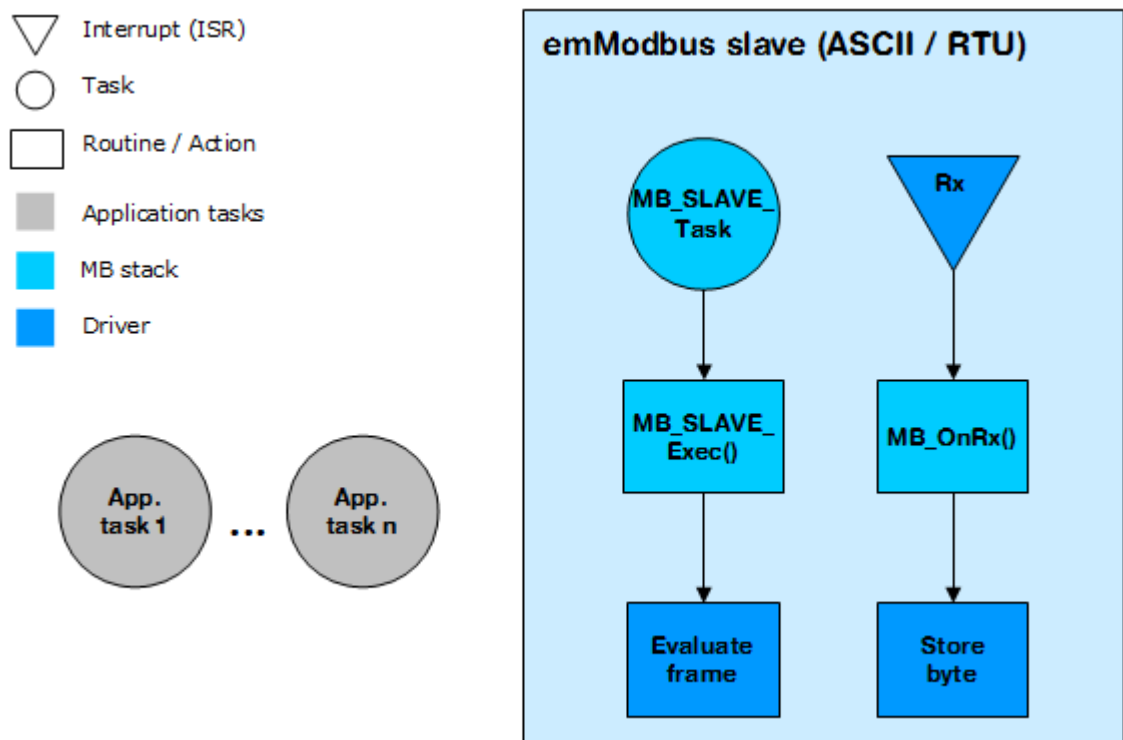 Interrupt (ISR)
Task
Routine / Action
Application tasks
MB stack
Driver
App.
task 1
...
App.
task n
emModbus slave (ASCII / RTU)
MB_SLAVE_
Task
Rx
MB_SLAVE_
Exec()
MB_OnRx()
Evaluate
frame
Store
byte